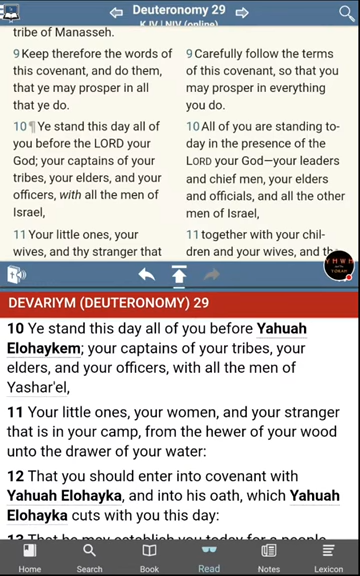 Deuteronomy 29
KJV | NIV (online)
tribe of Manasseh.
9 Keep therefore the words of
this covenant, and do them,
that ye may prosper in all
that ye do.
10 ¶ Ye stand this day all of
you before the LORD your
God; your captains of your
tribes, your elders, and your
officers, with all the men of
Israel,
11 Your little ones, your
wives, and thy stranger that
9 Carefully follow the terms
of this covenant, so that you
may prosper in everything
you do.
10 All of you are standing to-
day in the presence of the
LORD your God—your leaders
and chief men, your elders
and officials, and all the other
men of Israel,
11 together with your chil-
dren and your wives, and
DEVARIYM (DEUTERONOMY) 29
10 Ye stand this day all of you before Yahuah
Elohaykem; your captains of your tribes, your
elders, and your officers, with all the men of
Yashar'el,
11 Your little ones, your women, and your stranger
that is in your camp, from the hewer of your wood
unto the drawer of your water:
12 That you should enter into covenant with
Yahuah Elohayka, and into his oath, which Yahuah
Elohayka cuts with you this day:
13 That he may establish you today for a people
Home
Search
Book
Read
Notes
Lexicon